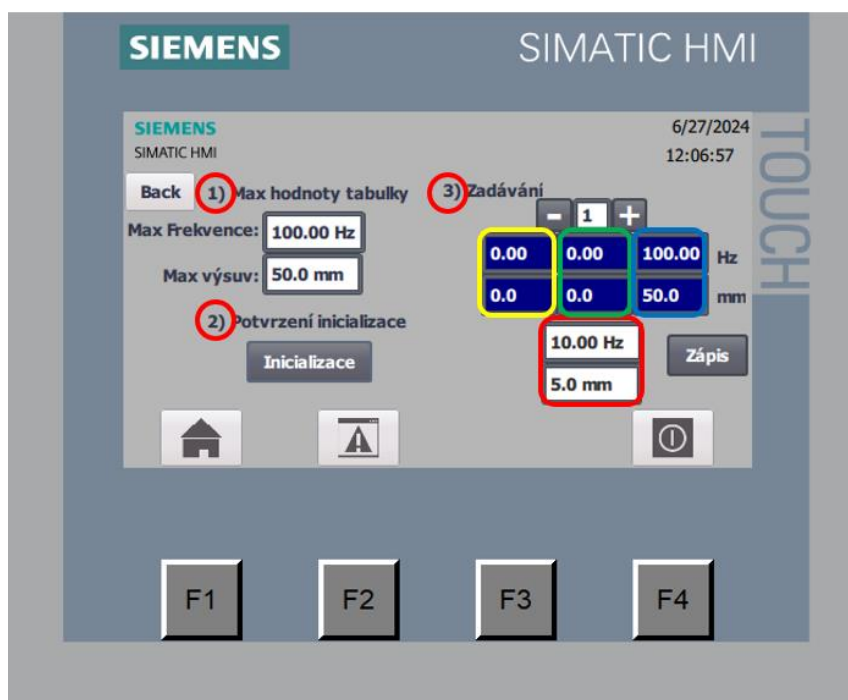 SIEMENS
SIMATIC HMI
TOUCH
SIEMENS
SIMATIC HMI
6/27/2024
12:06:57
Back
1) Max hodnoty tabulky
Max Frekvence: 100.00 Hz
Max výsuv: 50.0 mm
2) Potvrzení inicializace
Inicializace
3) Zadávání
- 1 +
0.00 0.00 100.00 Hz
0.0 0.0 50.0 mm
10.00 Hz
5.0 mm
Zápis
F1 F2 F3 F4